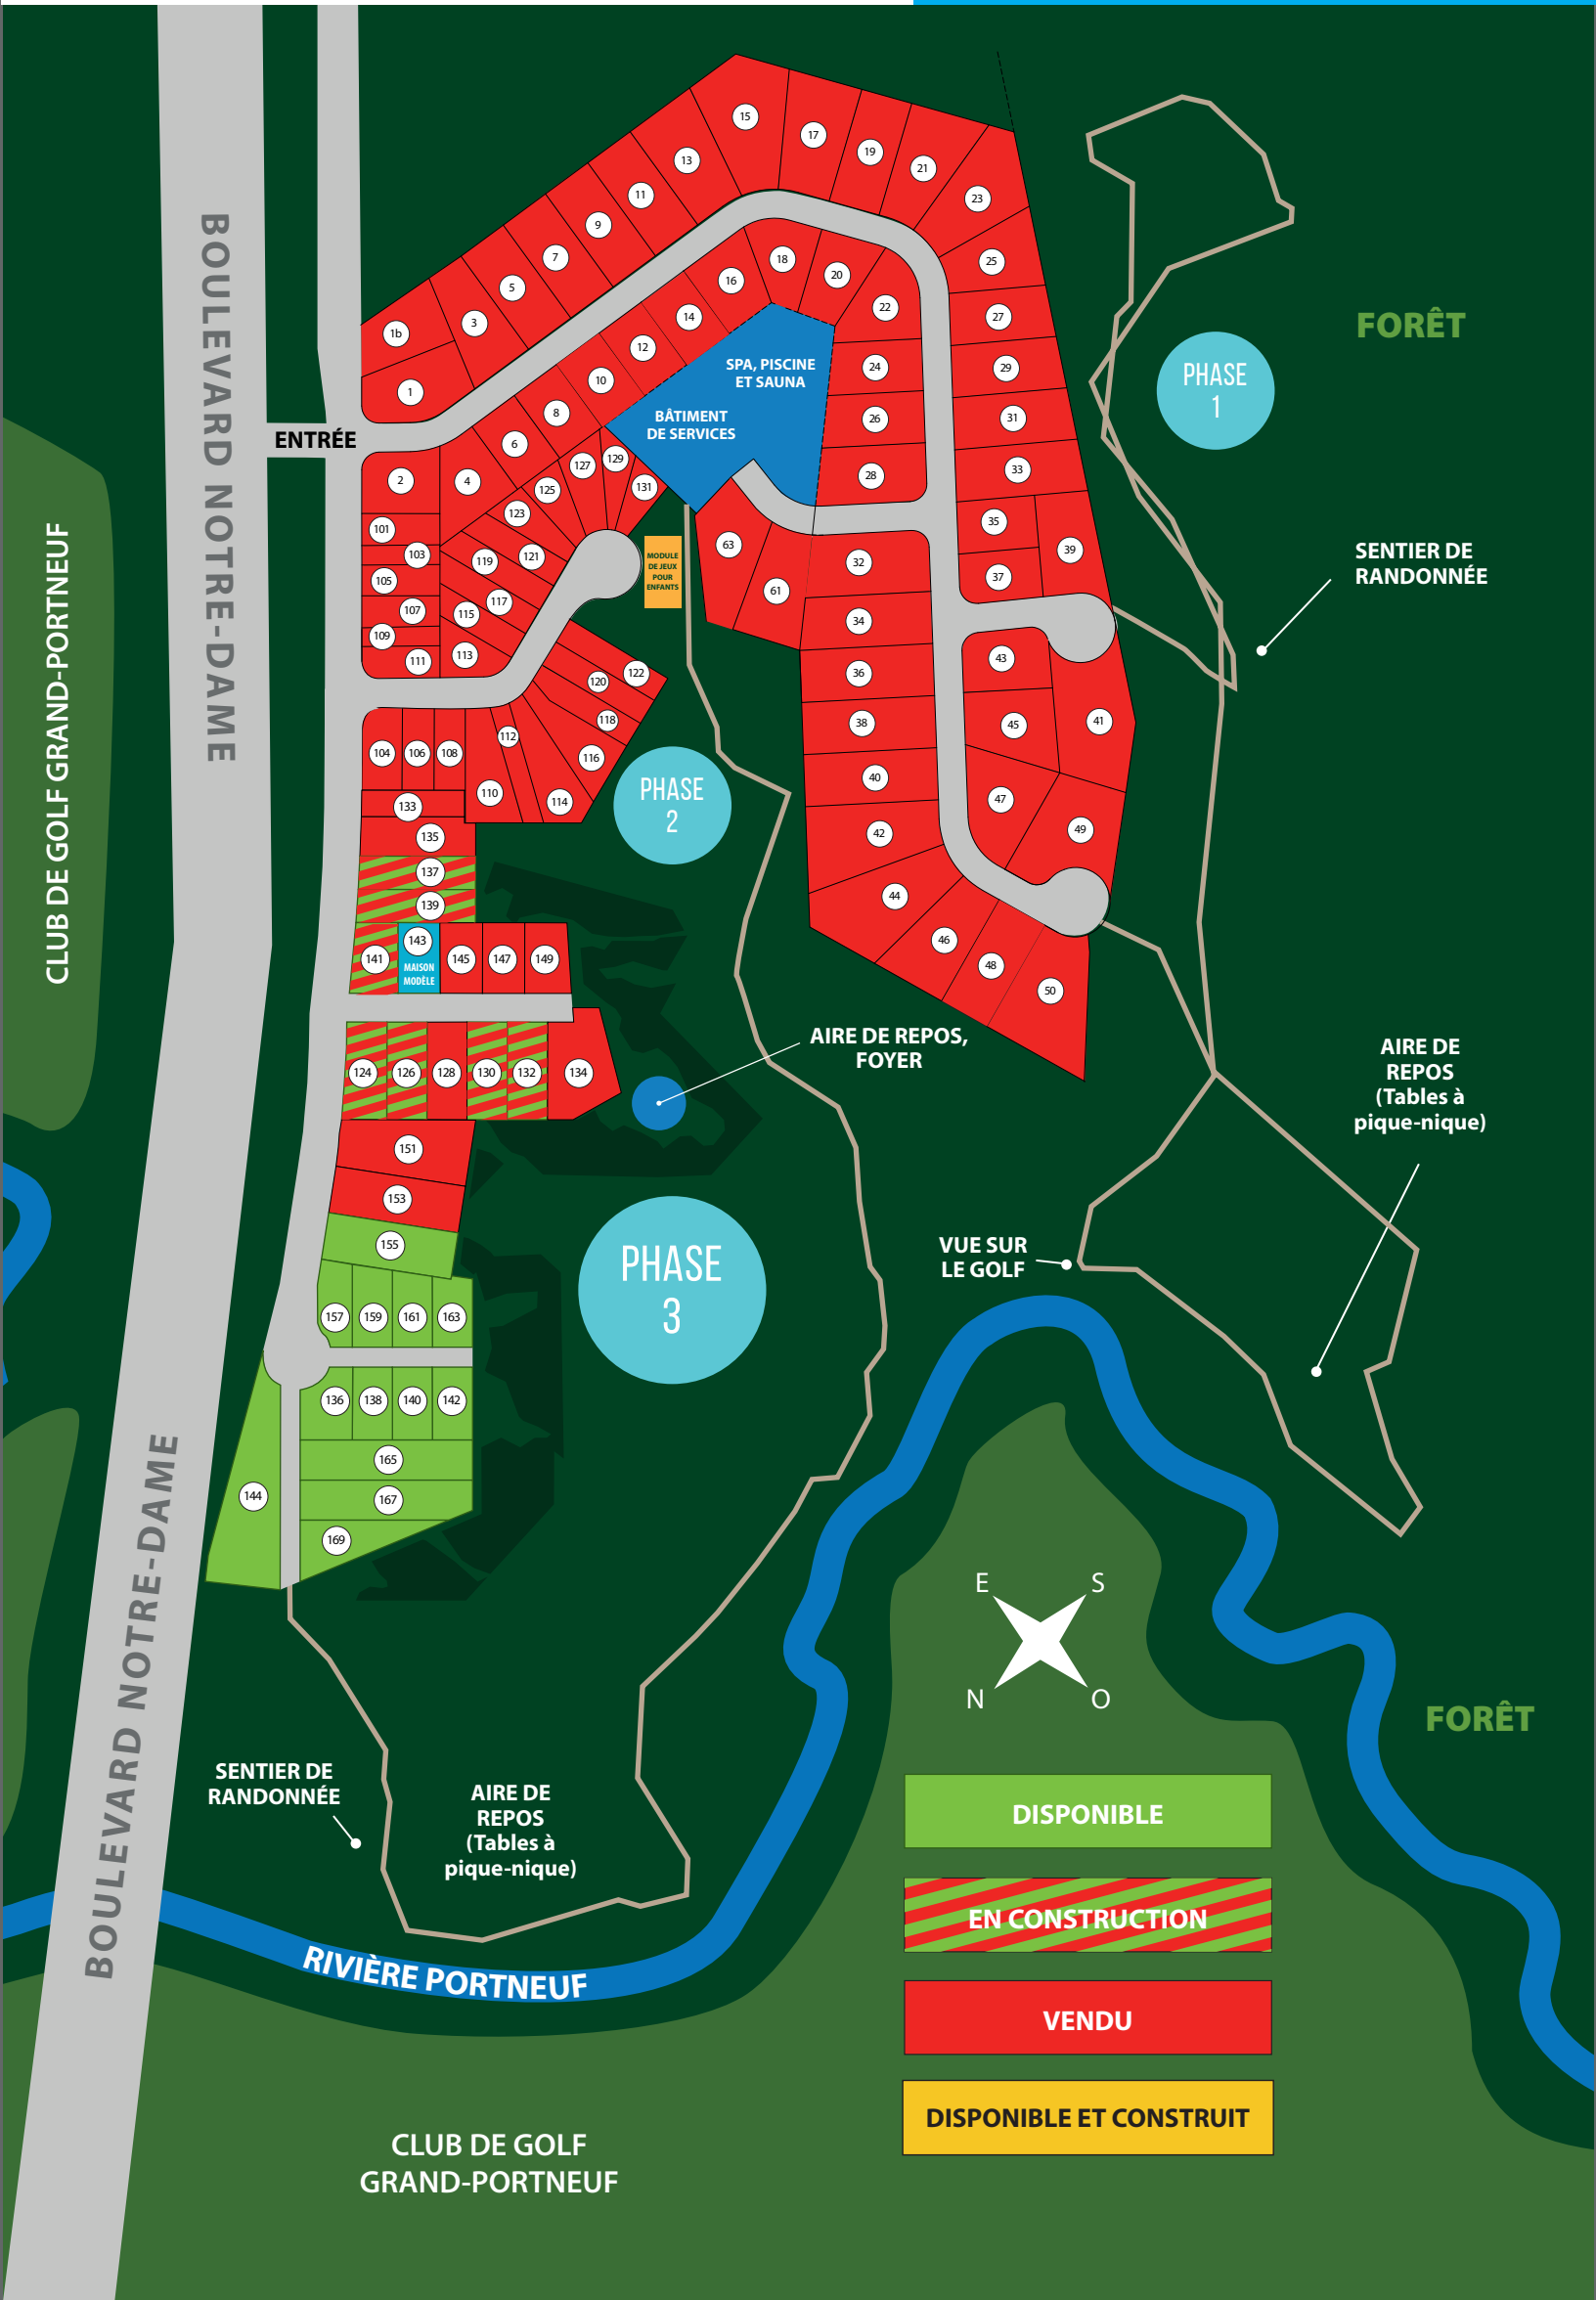 15
17
13
19
21
11
23
9
7
18
25
20
16
5
22
27
14
3
1b
12
SPA, PISCINE
ET SAUNA
24
29
10
1
8
BÂTIMENT
DE SERVICES
26
31
ENTRÉE
6
129
127
33
28
2
4
131
125
123
35
101
63
39
103
121
119
32
37
105
61
117
107
115
34
109
113
111
43
122
36
120
118
38
41
45
112
104
106
108
116
40
110
47
114
133
42
49
135
137
44
139
143
MAISON
MODÈLE
141
145
147
149
46
48
50
124
126
128
130
132
134
151
153
155
157
159
161
163
136
138
140
142
165
144
167
169
MODULE
DE JEUX
POUR
ENFANTS
BOULEVARD NOTRE-DAME
BOULEVARD NOTRE-DAME
CLUB DE GOLF GRAND-PORTNEUF
FORÊT
PHASE
1
SENTIER DE
RANDONNÉE
PHASE
2
AIRE DE REPOS,
FOYER
AIRE DE
REPOS
(Tables à
pique-nique)
PHASE
3
VUE SUR
LE GOLF
E
S
N
O
FORÊT
SENTIER DE
RANDONNÉE
AIRE DE
REPOS
(Tables à
pique-nique)
RIVIÈRE PORTNEUF
DISPONIBLE
EN CONSTRUCTION
VENDU
DISPONIBLE ET CONSTRUIT
CLUB DE GOLF
GRAND-PORTNEUF